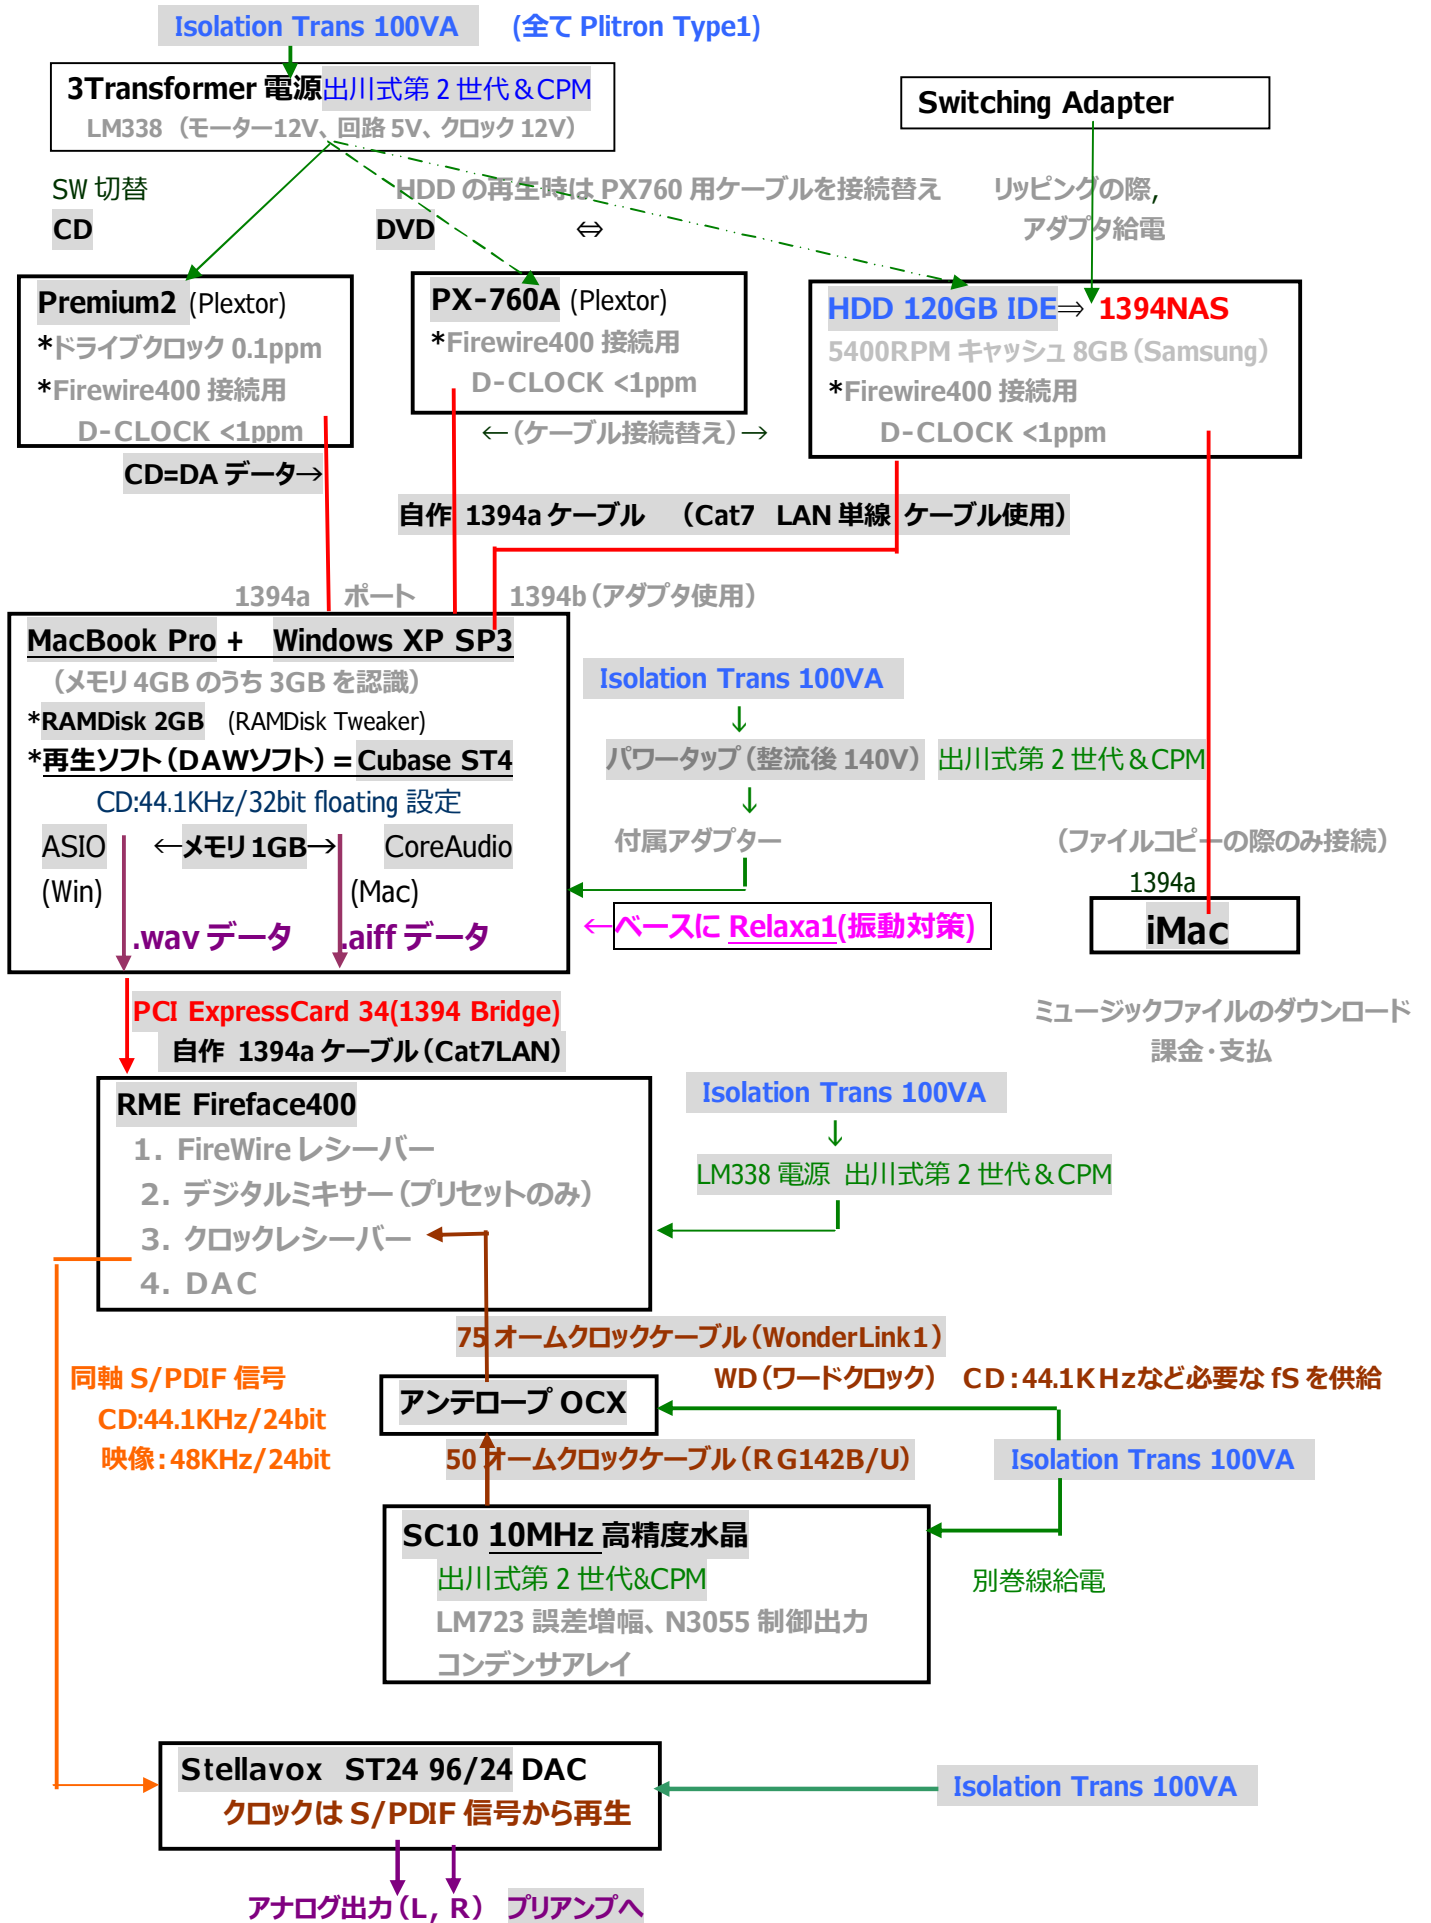 Isolation Trans 100VA (全て Plitron Type1)
3Transformer 電源出川式第2世代&CPM
LM338 （モーター12V、回路 5V、クロック 12V）
Switching Adapter
SW 切替
HDD の再生時は PX760 用ケーブルを接続替え
リッピングの際,
CD
DVD ⇔
アダプタ給電
Premium2 (Plextor)
*ドライブクロック 0.1ppm
*Firewire400 接続用
D-CLOCK <1ppm
PX-760A (Plextor)
*Firewire400 接続用
D-CLOCK <1ppm
HDD 120GB IDE⇒ 1394NAS
5400RPM キャッシュ 8GB（Samsung）
*Firewire400 接続用
D-CLOCK <1ppm
←（ケーブル接続替え）→
CD=DA データ→
自作 1394a ケーブル （Cat7 LAN 単線 ケーブル使用）
1394a ポート 1394b（アダプタ使用）
MacBook Pro + Windows XP SP3
（メモリ 4GB のうち 3GB を認識）
*RAMDisk 2GB (RAMDisk Tweaker)
*再生ソフト（DAWソフト）= Cubase ST4
CD:44.1KHz/32bit floating 設定
ASIO ←メモリ 1GB→ CoreAudio
(Win) (Mac)
.wav データ .aiff データ
Isolation Trans 100VA
↓
パワータップ（整流後 140V） 出川式第2世代&CPM
↓
付属アダプター
←ベースに Relaxa1(振動対策)
（ファイルコピーの際のみ接続）
1394a
iMac
ミュージックファイルのダウンロード
課金・支払
PCI ExpressCard 34(1394 Bridge)
自作 1394a ケーブル（Cat7LAN）
RME Fireface400
1. FireWire レシーバー
2. デジタルミキサー（プリセットのみ）
3. クロックレシーバー
4. DAC
Isolation Trans 100VA
↓
LM338 電源 出川式第2世代&CPM
75 オームクロックケーブル（WonderLink1）
同軸 S/PDIF 信号
CD:44.1KHz/24bit
映像：48KHz/24bit
WD（ワードクロック） CD：44.1KHzなど必要な fS を供給
アンテロープ OCX
50 オームクロックケーブル（RG142B/U）
Isolation Trans 100VA
SC10 10MHz 高精度水晶
出川式第2世代&CPM
LM723 誤差増幅、N3055 制御出力
コンデンサアレイ
別巻線給電
Stellavox ST24 96/24 DAC
クロックは S/PDIF 信号から再生
Isolation Trans 100VA
アナログ出力（L, R） プリアンプへ